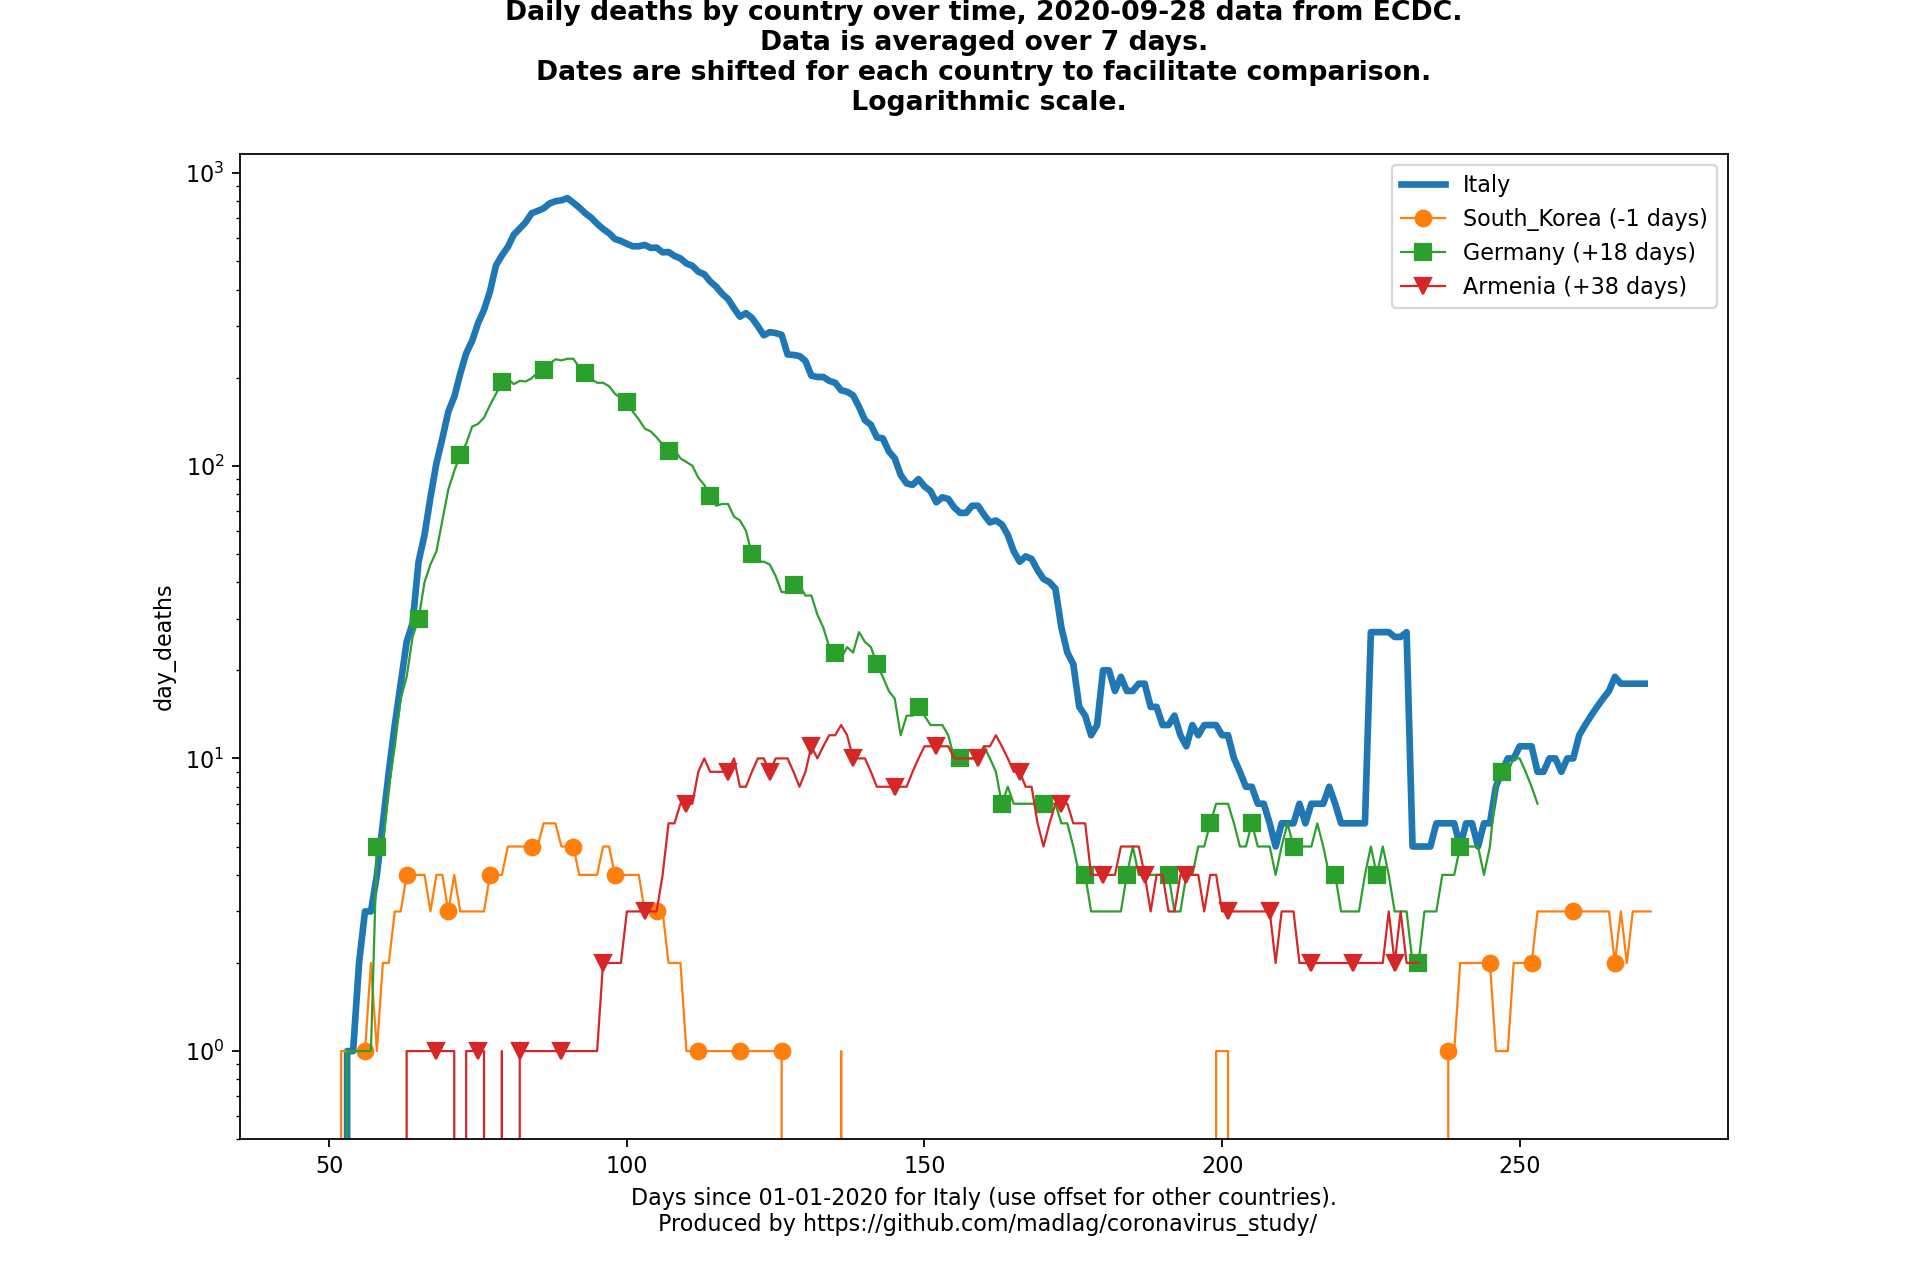 Daily deaths by country over time, 2020-09-28 data from ECDC.
Data is averaged over 7 days.
Dates are shifted for each country to facilitate comparison.
Logarithmic scale.
10³
10²
10¹
10⁰
day_deaths
Italy
South_Korea (-1 days)
Germany (+18 days)
Armenia (+38 days)
50 100 150 200 250
Days since 01-01-2020 for Italy (use offset for other countries).
Produced by https://github.com/madlag/coronavirus_study/